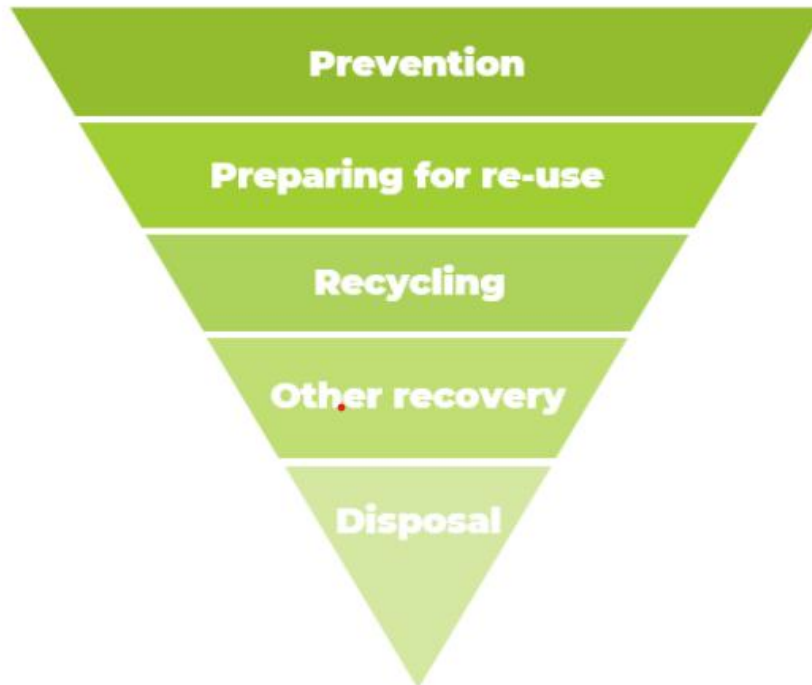 Prevention
Preparing for re-use
Recycling
Other recovery
Disposal